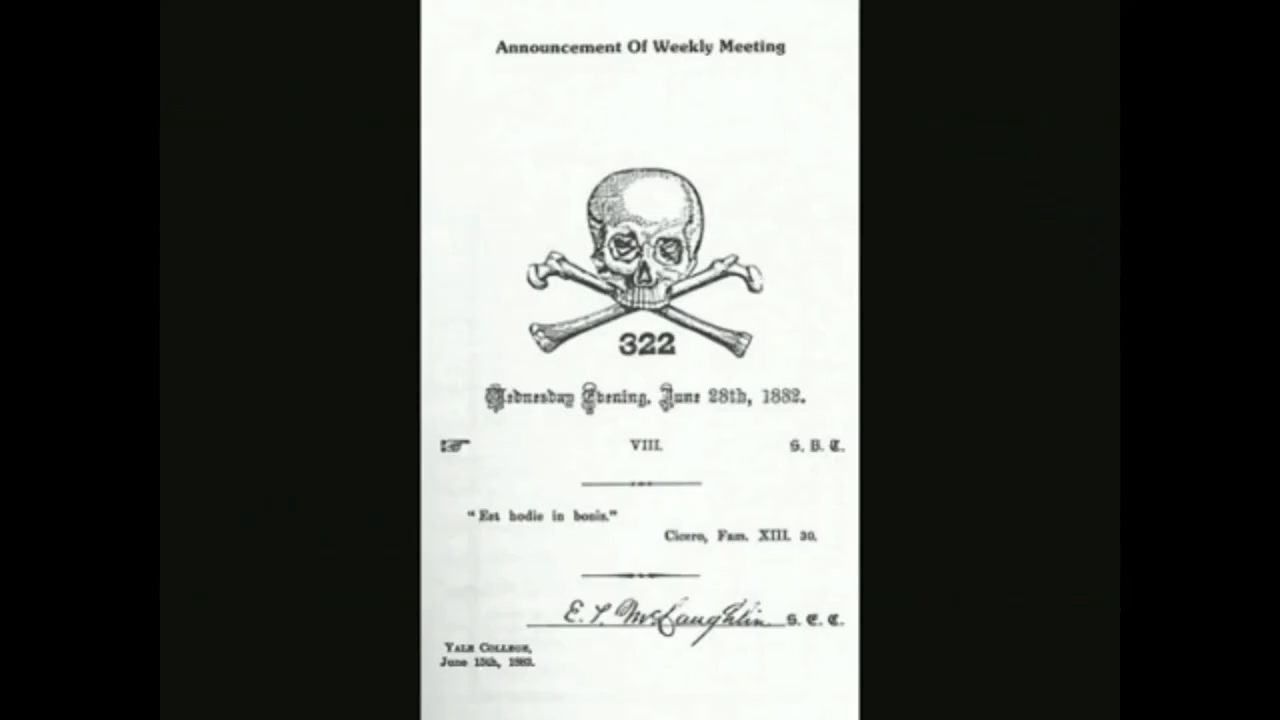 Announcement Of Weekly Meeting
322
Wednesday Evening, June 28th, 1882.
☞ VIII. S. B. T.
"Est hodie in bonis."
Cicero, Fam. XIII. 30.
E. T. McLaughlin S. E. C.
YALE COLLEGE,
June 15th, 1882.